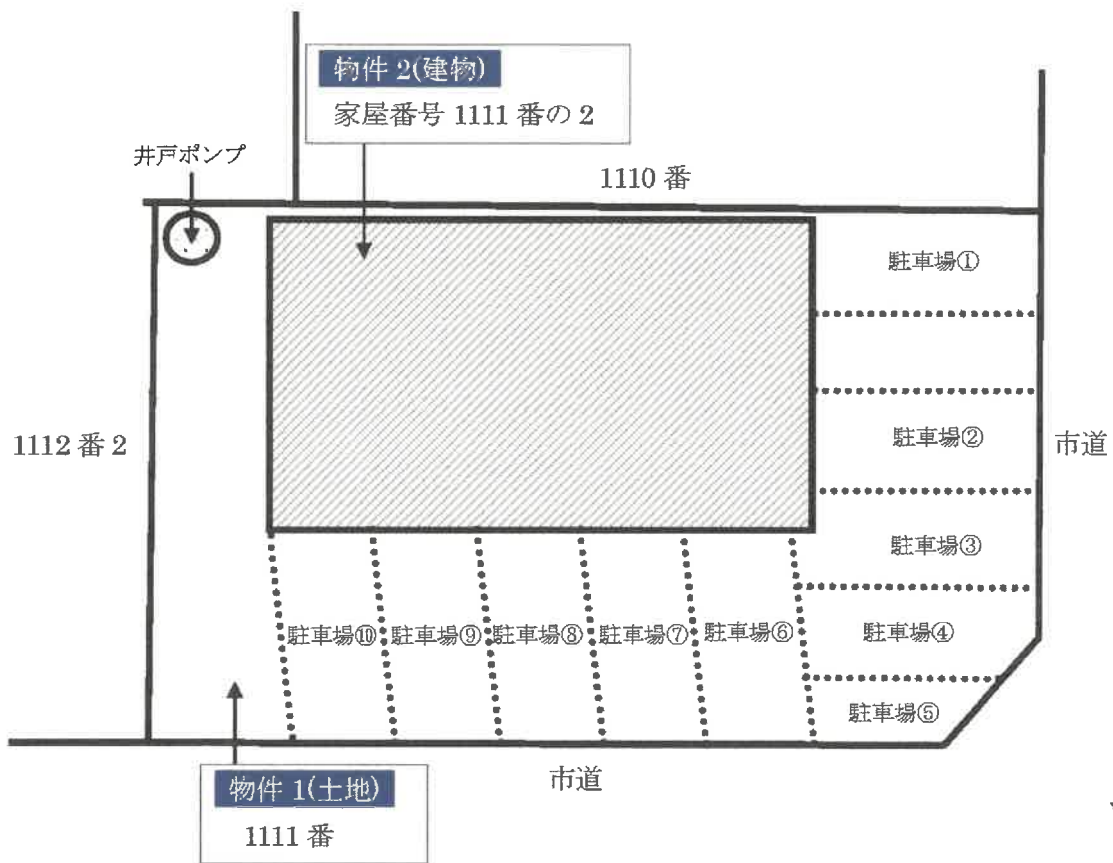 物件 2(建物)
家屋番号 1111 番の 2
井戸ポンプ
1110 番
駐車場①
1112 番 2
駐車場②
市道
駐車場③
駐車場⑩
駐車場⑨
駐車場⑧
駐車場⑦
駐車場⑥
駐車場④
駐車場⑤
市道
物件 1(土地)
1111 番